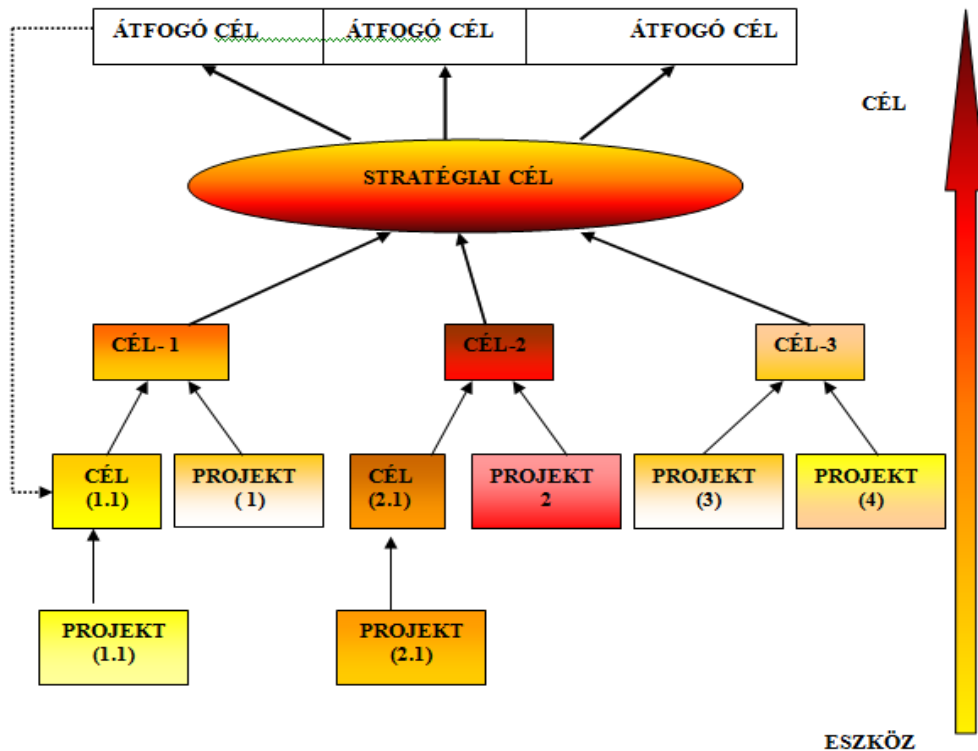 ÁTFOGÓ CÉL
ÁTFOGÓ CÉL
ÁTFOGÓ CÉL
CÉL
STRATÉGIAI CÉL
CÉL- 1
CÉL-2
CÉL-3
CÉL
(1.1)
PROJEKT
( 1)
CÉL
(2.1)
PROJEKT
2
PROJEKT
(3)
PROJEKT
(4)
PROJEKT
(1.1)
PROJEKT
(2.1)
ESZKÖZ